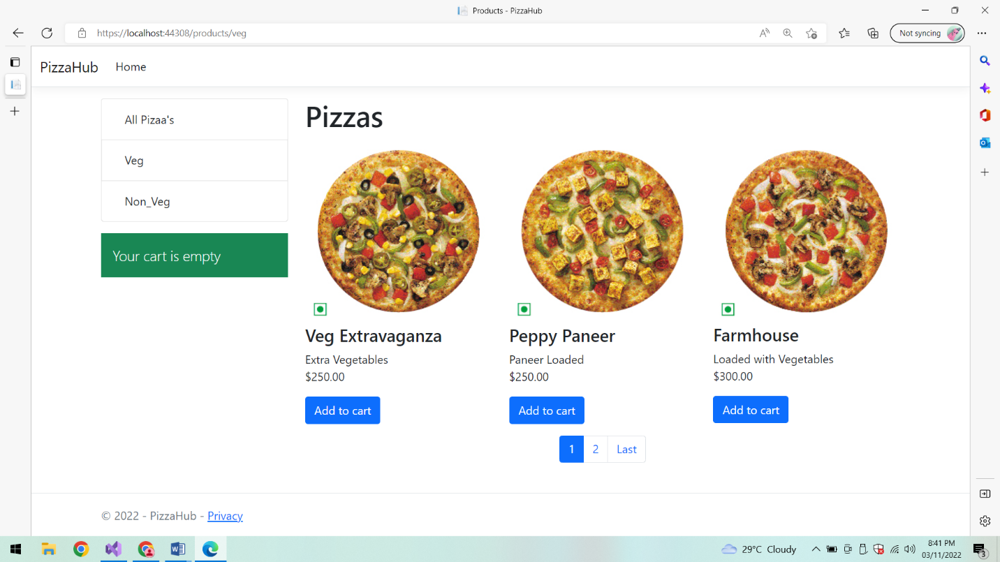 Products - PizzaHub
https://localhost:44308/products/veg
Not syncing
PizzaHub Home
All Pizaa's
Veg
Non_Veg
Your cart is empty
Pizzas
Veg Extravaganza
Extra Vegetables
$250.00
Add to cart
Peppy Paneer
Paneer Loaded
$250.00
Add to cart
Farmhouse
Loaded with Vegetables
$300.00
Add to cart
1 2 Last
© 2022 - PizzaHub - Privacy
29°C Cloudy
8:41 PM
03/11/2022
3